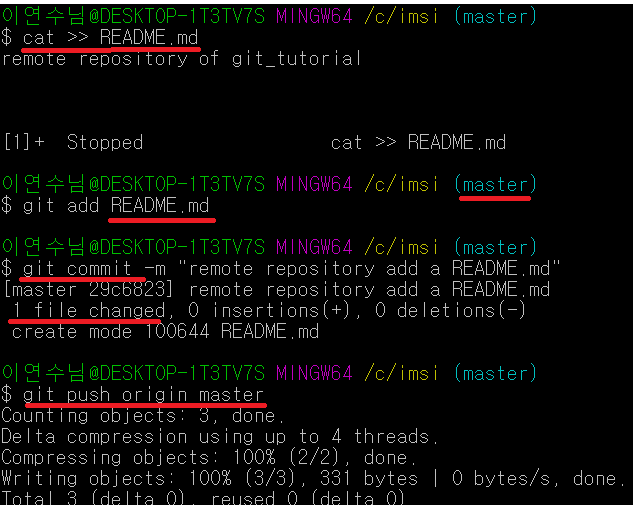 이연수님@DESKTOP-1T3TV7S MINGW64 /c/imsi (master)
$ cat >> README.md
remote repository of git_tutorial
[1]+  Stopped                 cat >> README.md
이연수님@DESKTOP-1T3TV7S MINGW64 /c/imsi (master)
$ git add README.md
이연수님@DESKTOP-1T3TV7S MINGW64 /c/imsi (master)
$ git commit -m "remote repository add a README.md"
[master 29c6823] remote repository add a README.md
 1 file changed, 0 insertions(+), 0 deletions(-)
 create mode 100644 README.md
이연수님@DESKTOP-1T3TV7S MINGW64 /c/imsi (master)
$ git push origin master
Counting objects: 3, done.
Delta compression using up to 4 threads.
Compressing objects: 100% (2/2), done.
Writing objects: 100% (3/3), 331 bytes | 0 bytes/s, done.
Total 3 (delta 0), reused 0 (delta 0)